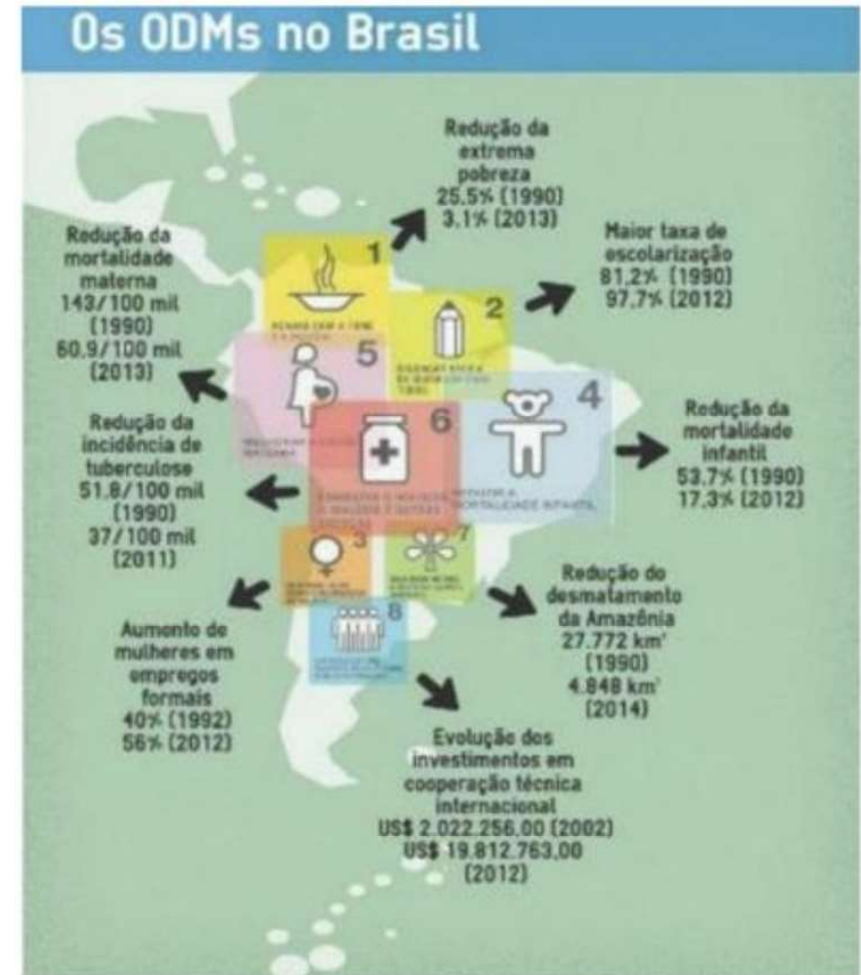 Os ODMs no Brasil
Redução da
extrema
pobreza
25.5% (1990)
3.1% (2013)
Maior taxa de
escolarização
81,2% (1990)
97,7% (2012)
Redução da
mortalidade
materna
143/100 mil
(1990)
60.9/100 mil
(2013)
1
2
5
4
6
Redução da
mortalidade
infantil
53.7% (1990)
17.3% (2012)
Redução da
incidência de
tuberculose
51.8/100 mil
(1990)
37/100 mil
(2011)
MORTALIDADE INFANTIL
3
7
8
Redução do
desmatamento
da Amazônia
27.772 km²
(1990)
4.848 km²
(2014)
Aumento de
mulheres em
empregos
formais
40% (1992)
56% (2012)
Evolução dos
investimentos em
cooperação técnica
internacional
US$ 2.022.256,00 (2002)
US$ 19.812.763,00
(2012)